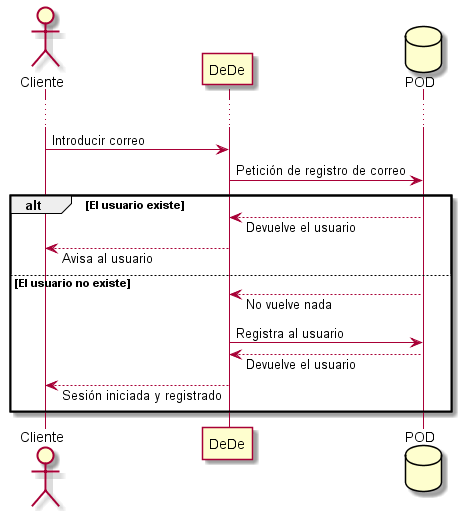 Cliente
DeDe
POD
Introducir correo
Petición de registro de correo
alt [El usuario existe]
Devuelve el usuario
Avisa al usuario
[El usuario no existe]
No vuelve nada
Registra al usuario
Devuelve el usuario
Sesión iniciada y registrado
Cliente
DeDe
POD